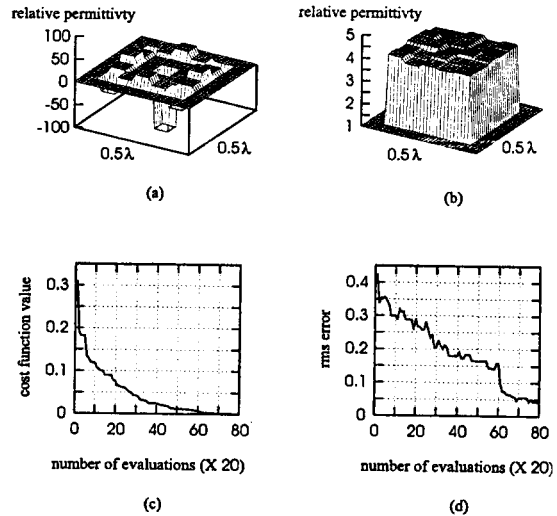 relative permittivty
100
50
0
-50
-100
0.5λ
0.5λ
(a)
relative permittivty
5
4
3
2
1
0.5λ
0.5λ
(b)
cost function value
0.3
0.2
0.1
0
0 20 40 60 80
number of evaluations (X 20)
(c)
rms error
0.4
0.3
0.2
0.1
0
0 20 40 60 80
number of evaluations (X 20)
(d)